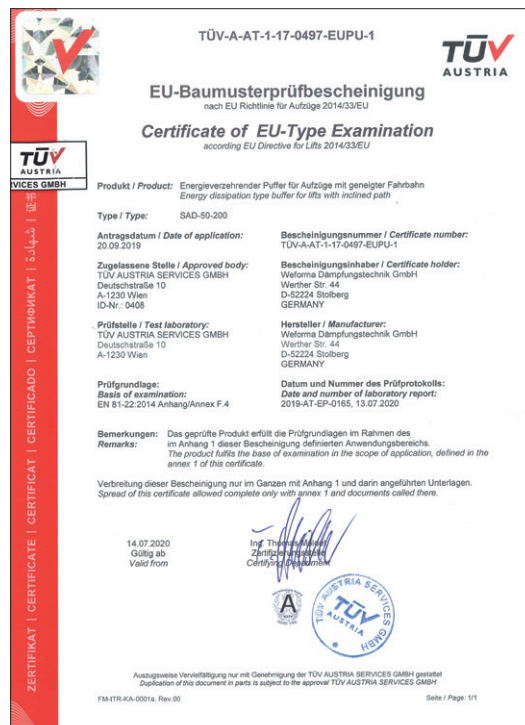 TÜV-A-AT-1-17-0497-EUPU-1
TÜV
AUSTRIA
EU-Baumusterprüfbescheinigung
nach EU Richtlinie für Aufzüge 2014/33/EU
Certificate of EU-Type Examination
according EU Directive for Lifts 2014/33/EU
TÜV
AUSTRIA
VICES GMBH
Produkt / Product: Energieverzehrender Puffer für Aufzüge mit geneigter Fahrbahn
Energy dissipation type buffer for lifts with inclined path
Type / Type: SAD-50-200
Antragsdatum / Date of application:
20.09.2019
Bescheinigungsnummer / Certificate number:
TÜV-A-AT-1-17-0497-EUPU-1
Zugelassene Stelle / Approved body:
TÜV AUSTRIA SERVICES GMBH
Deutschstraße 10
A-1230 Wien
ID-Nr.: 0408
Bescheinigungsinhaber / Certificate holder:
Weforma Dämpfungstechnik GmbH
Werther Str. 44
D-52224 Stolberg
GERMANY
Prüfstelle / Test laboratory:
TÜV AUSTRIA SERVICES GMBH
Deutschstraße 10
A-1230 Wien
Hersteller / Manufacturer:
Weforma Dämpfungstechnik GmbH
Werther Str. 44
D-52224 Stolberg
GERMANY
Prüfgrundlage:
Basis of examination:
EN 81-22:2014 Anhang/Annex F.4
Datum und Nummer des Prüfprotokolls:
Date and number of laboratory report:
2019-AT-EP-0165, 13.07.2020
Bemerkungen: Das geprüfte Produkt erfüllt die Prüfgrundlagen im Rahmen des
Remarks: im Anhang 1 dieser Bescheinigung definierten Anwendungsbereichs.
The product fulfits the base of examination in the scope of application, defined in the
annex 1 of this certificate.
Verbreitung dieser Bescheinigung nur im Ganzen mit Anhang 1 und darin angeführten Unterlagen.
Spread of this certificate allowed complete only with annex 1 and documents called there.
14.07.2020
Gültig ab
Valid from
Ing. Thomas
Zertifizierungsstelle
Certifying Department
A
TÜV AUSTRIA SERVICES GMBH
TÜV
AUSTRIA
Auszugsweise Vervielfältigung nur mit Genehmigung der TÜV AUSTRIA SERVICES GMBH gestattet
Duplication of this document in parts is subject to the approval TÜV AUSTRIA SERVICES GMBH
FM-ITR-KA-0001a, Rev.00
Seite / Page: 1/1
ZERTIFIKAT | CERTIFICATE | CERTIFICAT | CERTIFICADO | СЕРТИФИКАТ | شهادة | 证书